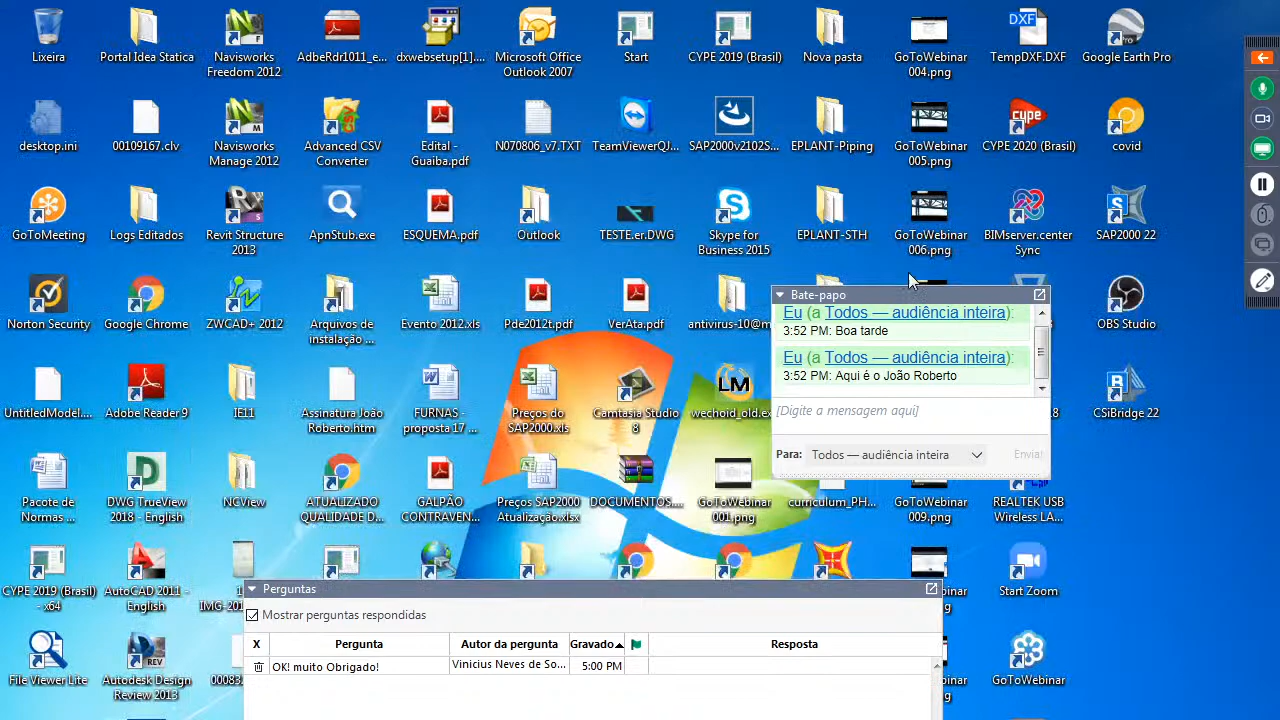 Lixeira
Portal Idea Statica
Navisworks
Freedom 2012
AdbeRdr1011_e...
dxwebsetup[1]....
Microsoft Office
Outlook 2007
Start
CYPE 2019 (Brasil)
Nova pasta
GoToWebinar
004.png
DXF
TempDXF.DXF
Google Earth Pro
desktop.ini
00109167.clv
Navisworks
Manage 2012
Advanced CSV
Converter
Edital -
Guaiba.pdf
N070806_v7.TXT
TeamViewerQJ...
SAP2000v2102S...
EPLANT-Piping
GoToWebinar
005.png
cype
CYPE 2020 (Brasil)
covid
GoToMeeting
Logs Editados
Revit Structure
2013
ApnStub.exe
ESQUEMA.pdf
Outlook
TESTE.er.DWG
Skype for
Business 2015
EPLANT-STH
GoToWebinar
006.png
BIMserver.center
Sync
SAP2000 22
Norton Security
Google Chrome
ZWCAD+ 2012
Arquivos de
instalação ...
Evento 2012.xls
Pde2012t.pdf
VerAta.pdf
antivirus-10@m
OBS Studio
Bate-papo
Eu (a Todos — audiência inteira):
3:52 PM: Boa tarde
Eu (a Todos — audiência inteira):
3:52 PM: Aqui é o João Roberto
[Digite a mensagem aqui]
Para: Todos — audiência inteira
Enviar
UntitledModel....
Adobe Reader 9
IE11
Assinatura João
Roberto.htm
FURNAS -
proposta 17 ...
Preços do
SAP2000.xls
Camtasia Studio
8
LM
wechoid_old.ex
.8
CSiBridge 22
Pacote de
Normas ...
DWG TrueView
2018 - English
NCView
ATUALIZADO
QUALIDADE D...
GALPÃO
CONTRAVEN...
Preços SAP2000
Atualização.xlsx
DOCUMENTOS....
GoToWebinar
001.png
curriculum_PH...
GoToWebinar
009.png
REALTEK USB
Wireless LA...
CYPE 2019 (Brasil)
- x64
AutoCAD 2011 -
English
IMG-201
Start Zoom
Perguntas
Mostrar perguntas respondidas
X Pergunta Autor da pergunta Gravado Resposta
OK! muito Obrigado! Vinicius Neves de So... 5:00 PM
File Viewer Lite
Autodesk Design
Review 2013
00083
GoToWebinar